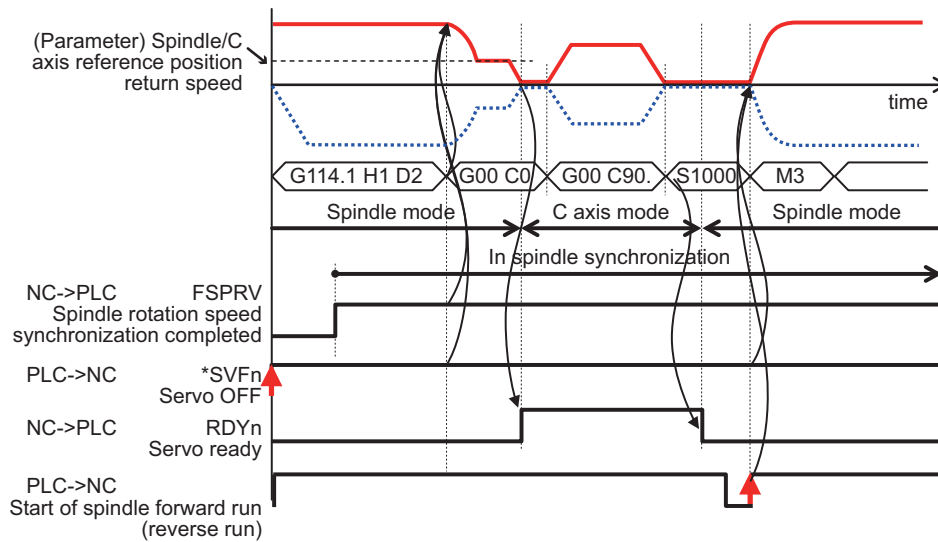 (Parameter) Spindle/C
axis reference position
return speed
time
G114.1 H1 D2
G00 C0
G00 C90.
S1000
M3
Spindle mode
C axis mode
Spindle mode
In spindle synchronization
NC->PLC FSPRV
Spindle rotation speed
synchronization completed
PLC->NC *SVFn
Servo OFF
NC->PLC RDYn
Servo ready
PLC->NC
Start of spindle forward run
(reverse run)